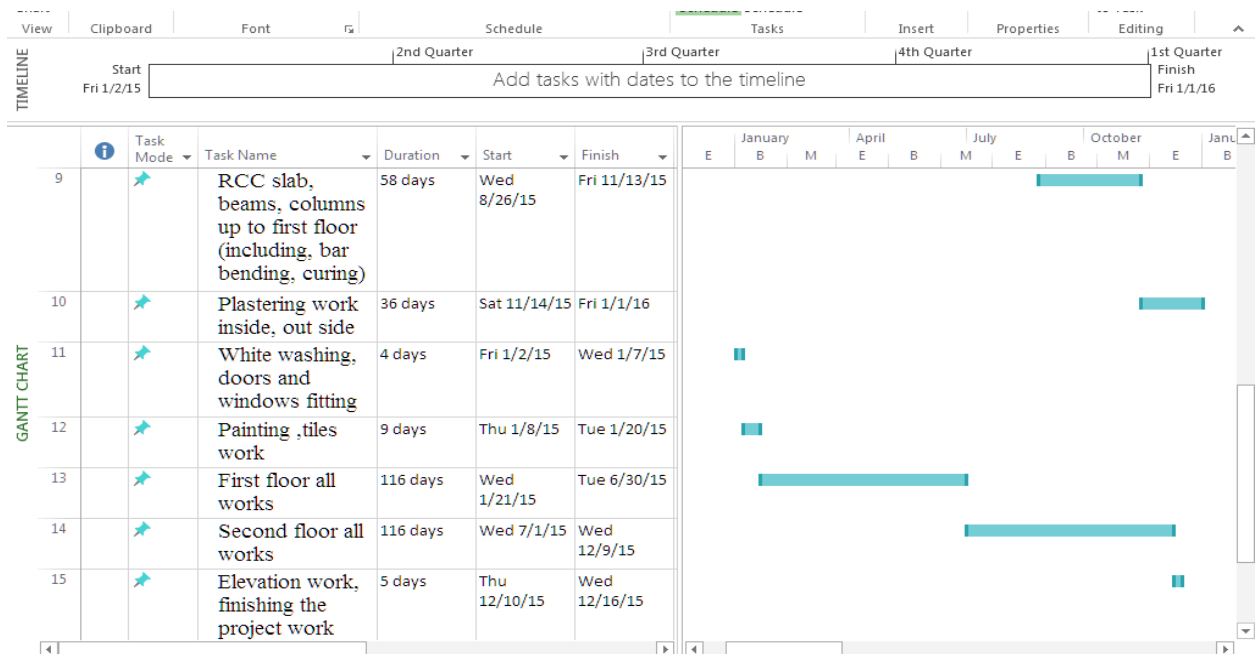 View Clipboard Font Schedule Tasks Insert Properties Editing
TIMELINE
2nd Quarter 3rd Quarter 4th Quarter 1st Quarter
Start
Fri 1/2/15
Add tasks with dates to the timeline
Finish
Fri 1/1/16
GANTT CHART
Task Mode Task Name Duration Start Finish
January April July October Janu
E B M E B M E B M E B
9 RCC slab, 58 days Wed Fri 11/13/15
beams, columns 8/26/15
up to first floor
(including, bar
bending, curing)
10 Plastering work 36 days Sat 11/14/15 Fri 1/1/16
inside, out side
11 White washing, 4 days Fri 1/2/15 Wed 1/7/15
doors and
windows fitting
12 Painting ,tiles 9 days Thu 1/8/15 Tue 1/20/15
work
13 First floor all 116 days Wed Tue 6/30/15
works 1/21/15
14 Second floor all 116 days Wed 7/1/15 Wed
works 12/9/15
15 Elevation work, 5 days Thu Wed
finishing the 12/10/15 12/16/15
project work